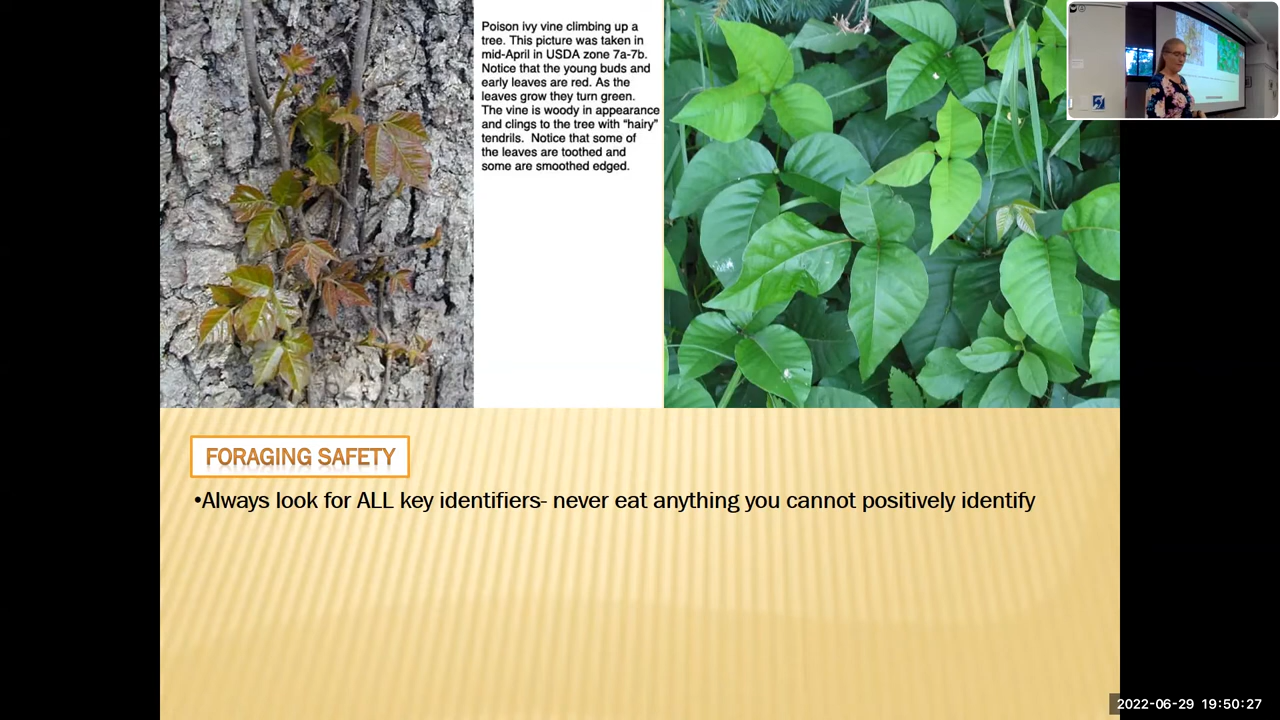 Poison ivy vine climbing up a
tree. This picture was taken in
mid-April in USDA zone 7a-7b.
Notice that the young buds and
early leaves are red. As the
leaves grow they turn green.
The vine is woody in appearance
and clings to the tree with “hairy”
tendrils.  Notice that some of
the leaves are toothed and
some are smoothed edged.
FORAGING SAFETY
•Always look for ALL key identifiers- never eat anything you cannot positively identify
2022-06-29 19:50:27